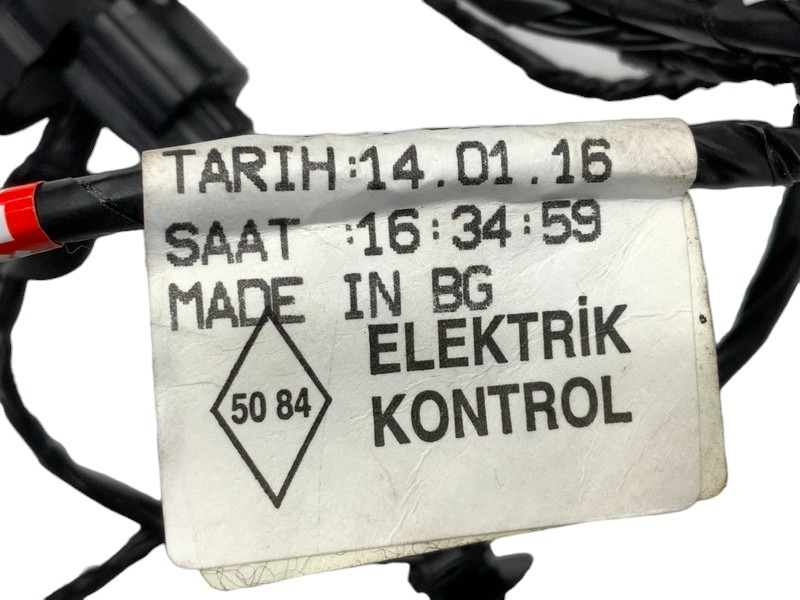 TARIH:14.01.16
SAAT :16:34:59
MADE IN BG
ELEKTRİK
KONTROL
50 84